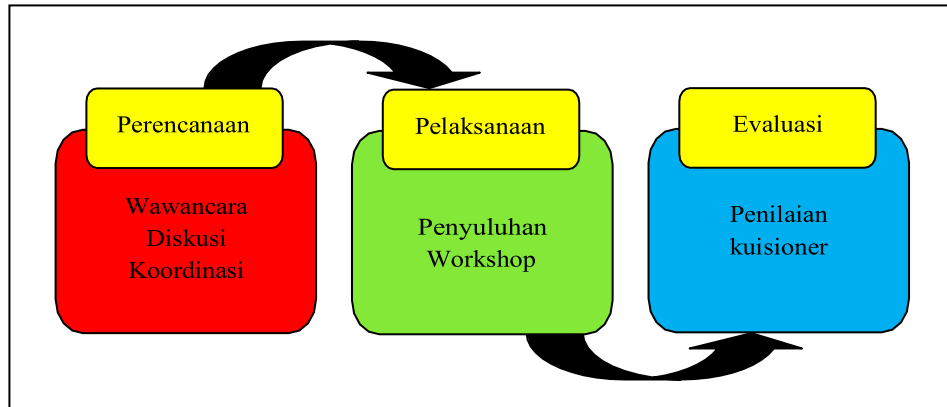 Perencanaan
Wawancara
Diskusi
Koordinasi
Pelaksanaan
Penyuluhan
Workshop
Evaluasi
Penilaian
kuisioner